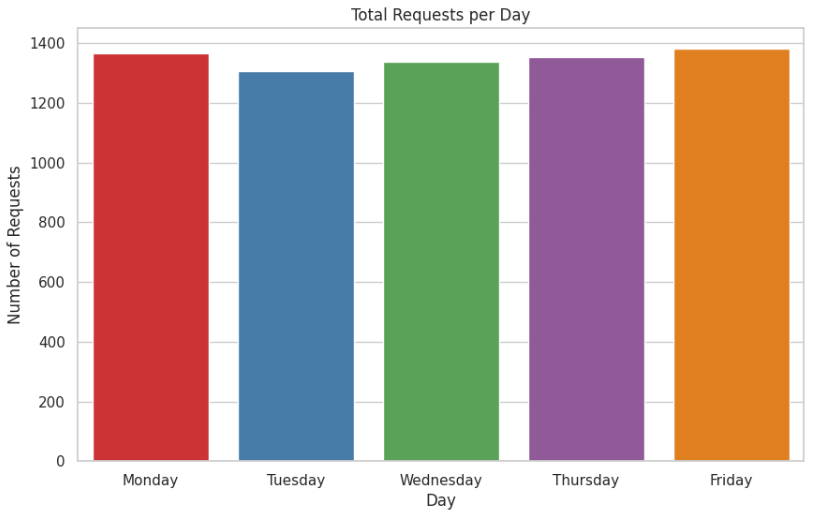 Total Requests per Day
1400
1200
1000
800
600
400
200
0
Number of Requests
Monday Tuesday Wednesday Thursday Friday
Day